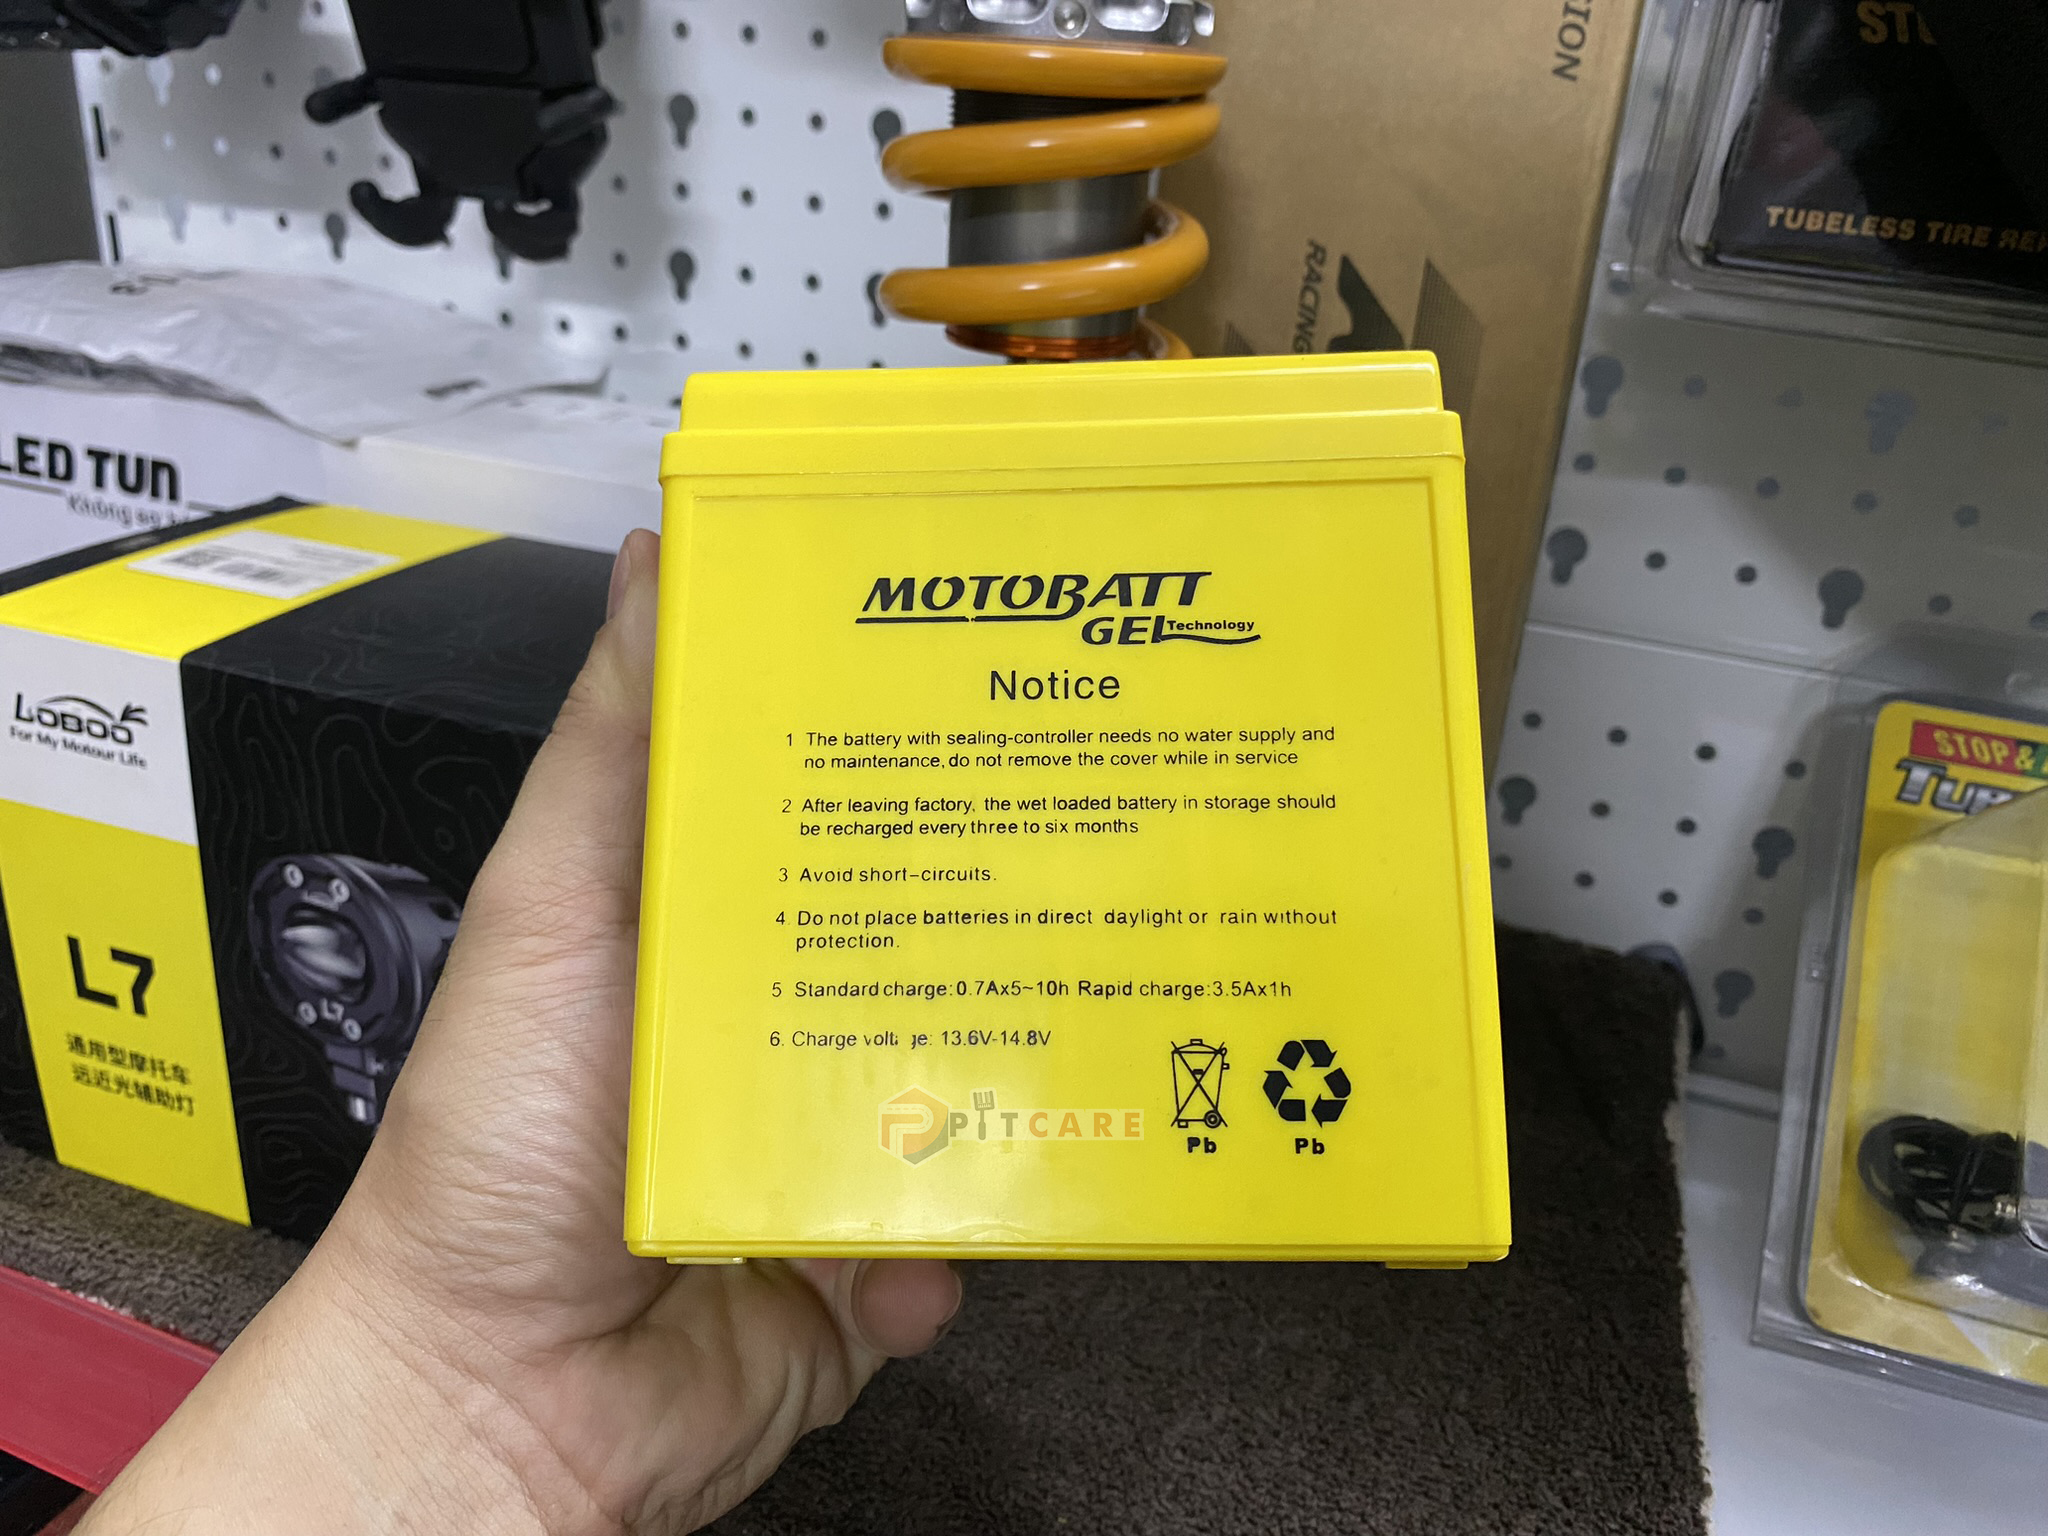 SION
TUBELESS TIRE
RACING
LED TUN
Không
MOTOBATT
GEL Technology
Notice
1 The battery with sealing-controller needs no water supply and
no maintenance, do not remove the cover while in service
2 After leaving factory, the wet loaded battery in storage should
be recharged every three to six months
3 Avoid short-circuits.
4. Do not place batteries in direct daylight or rain without
protection.
5 Standard charge:0.7Ax5~10h Rapid charge:3.5Ax1h
6. Charge volt ge: 13.6V-14.8V
Pb
Pb
PITCARE
LOBOO
For My Motour Life
L7
通用型摩托车
远近光辅助灯
L7
STOP &